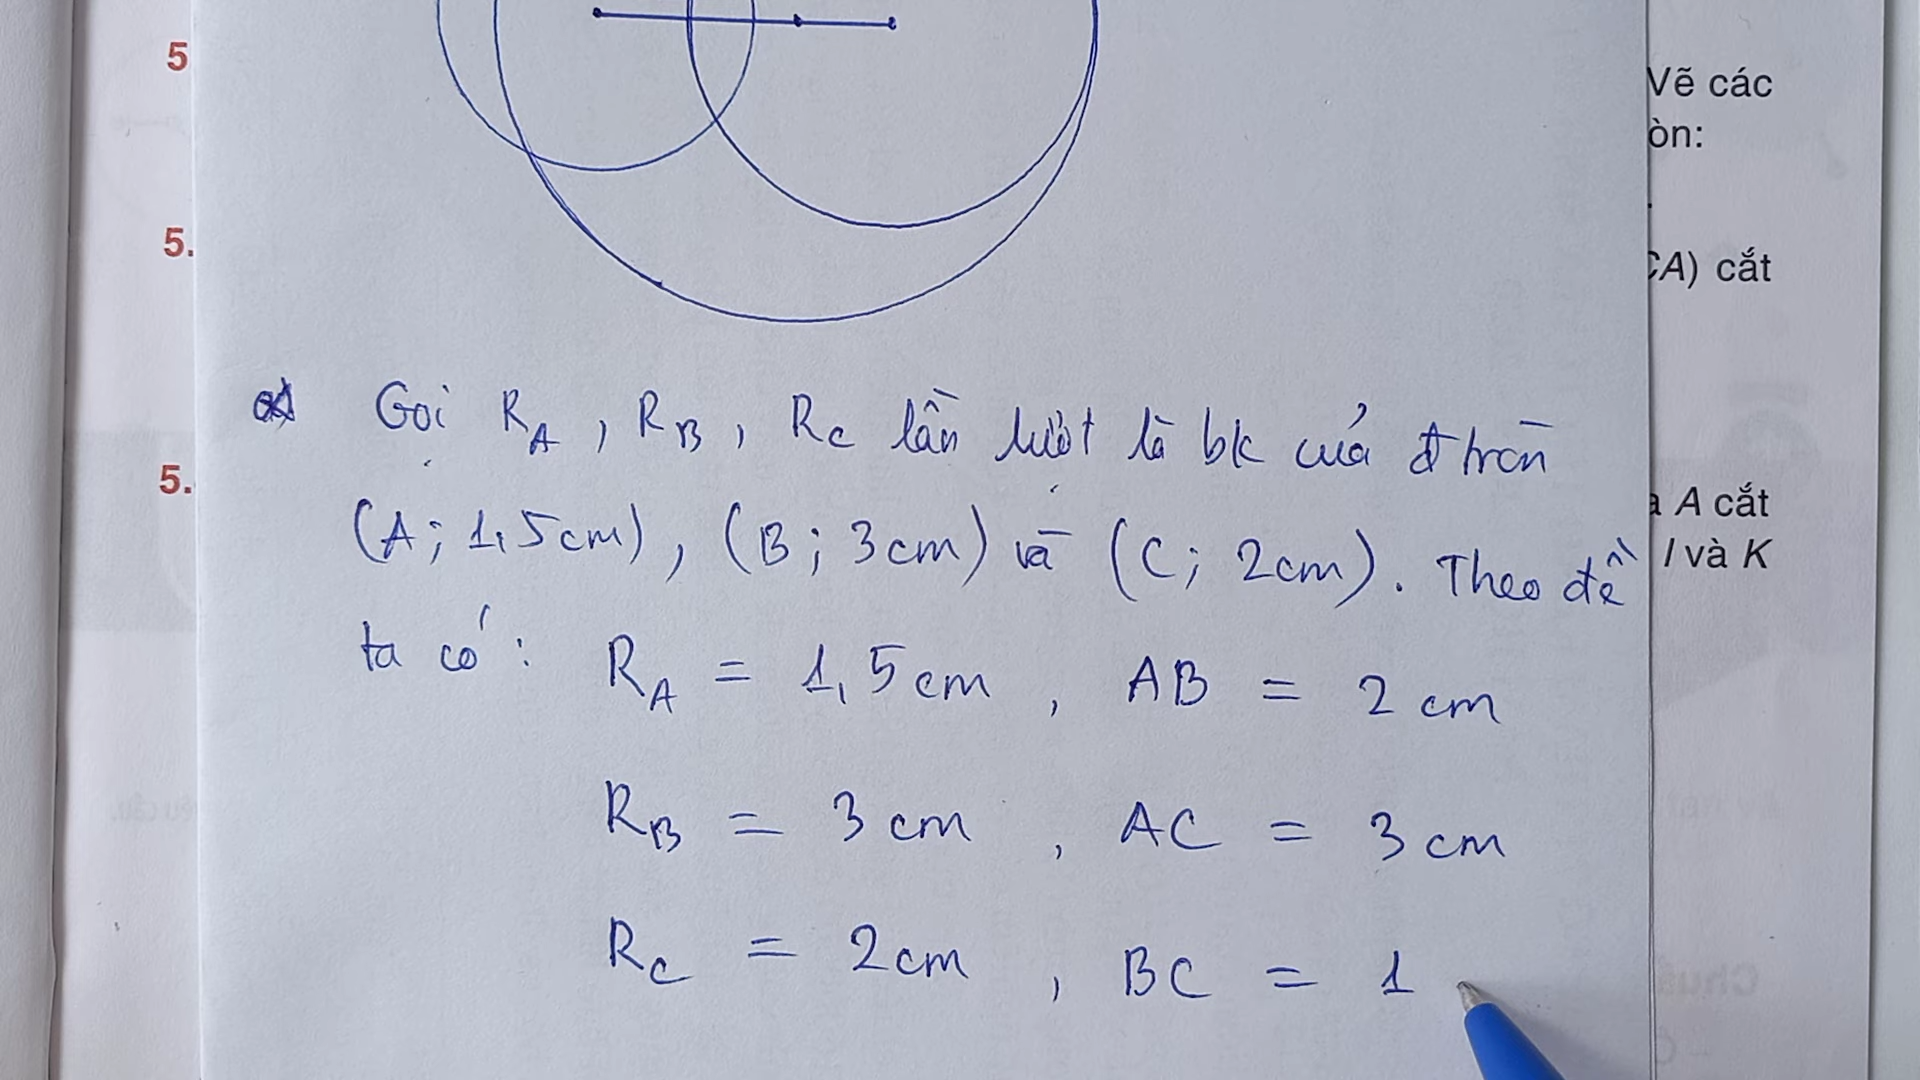 5
Vẽ các
òn:
5.
CA) cắt
Gọi R_A, R_B, R_C lần lượt là bk của đ tròn
5.
A cắt
(A; 1,5cm), (B; 3cm) và (C; 2cm). Theo đề
I và K
ta có: R_A = 1,5cm, AB = 2 cm
R_B = 3 cm, AC = 3 cm
R_C = 2cm, BC = 1